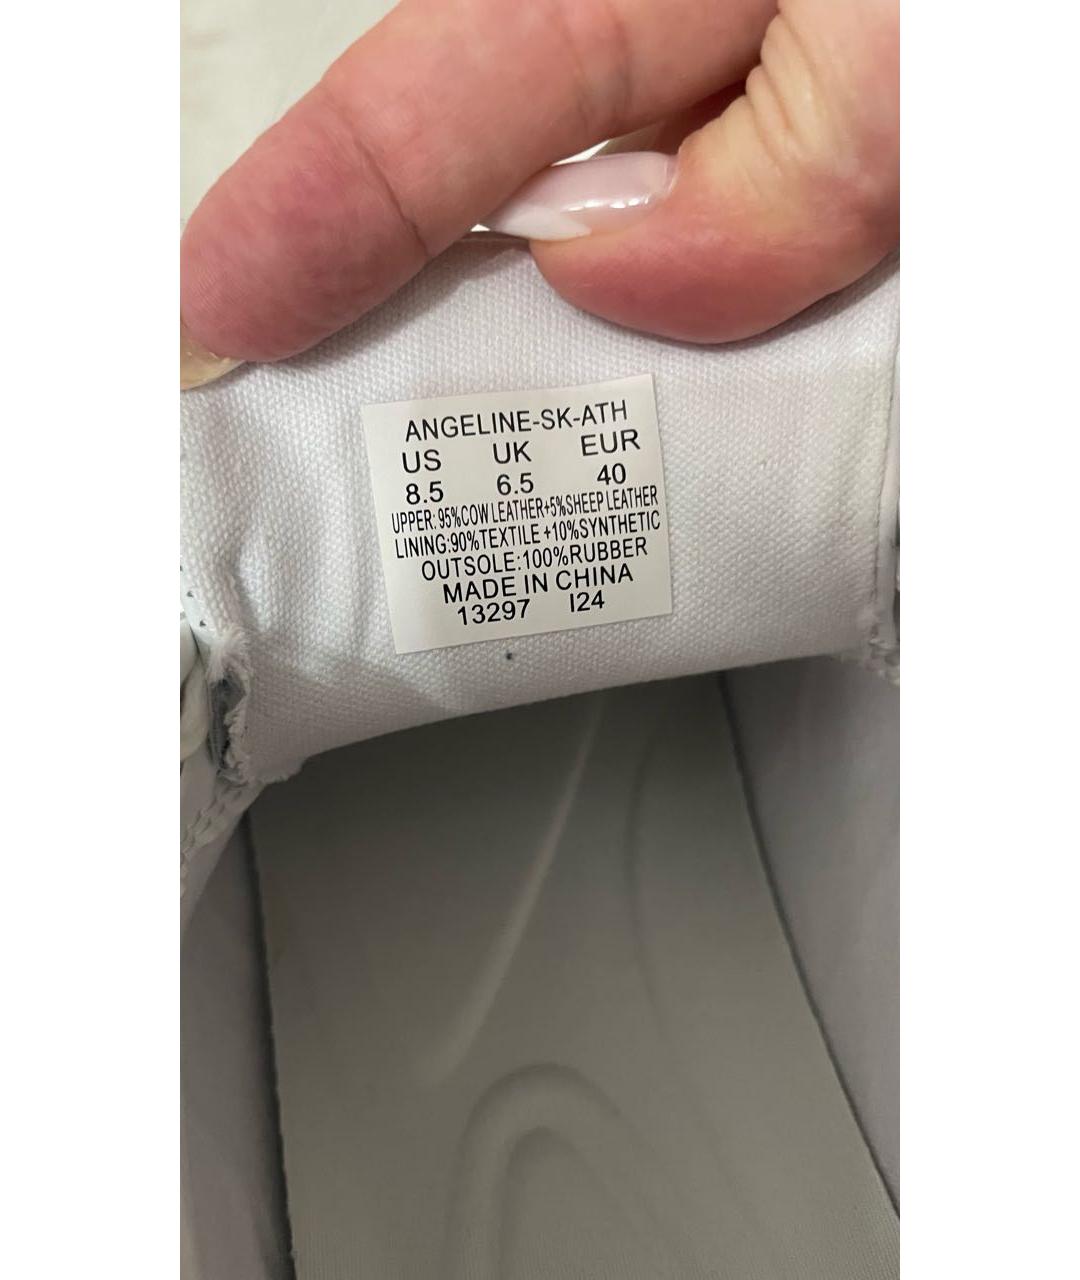 ANGELINE-SK-ATH
US UK EUR
8.5 6.5 40
UPPER: 95%COW LEATHER+5%SHEEP LEATHER
LINING:90%TEXTILE +10%SYNTHETIC
OUTSOLE:100%RUBBER
MADE IN CHINA
13297 I24